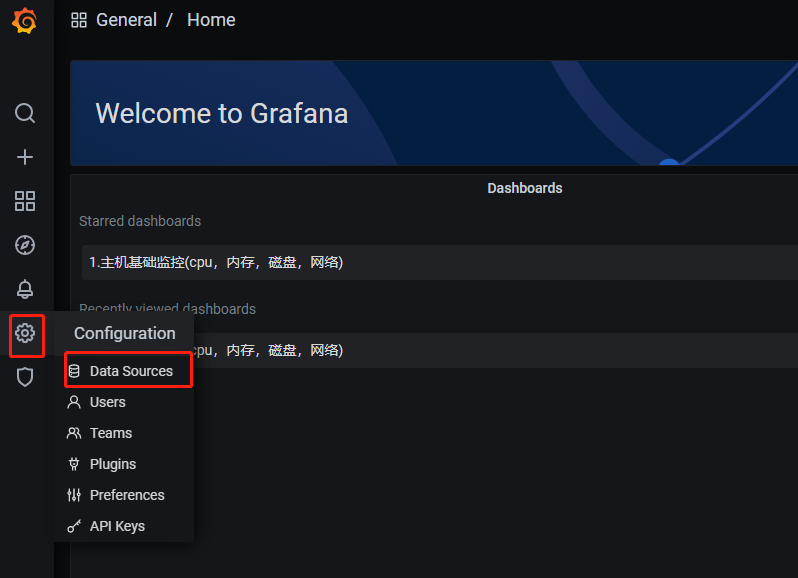 General / Home
Welcome to Grafana
Dashboards
Starred dashboards
1.主机基础监控(cpu，内存，磁盘，网络)
Recently viewed dashboards
Configuration
cpu，内存，磁盘，网络)
Data Sources
Users
Teams
Plugins
Preferences
API Keys